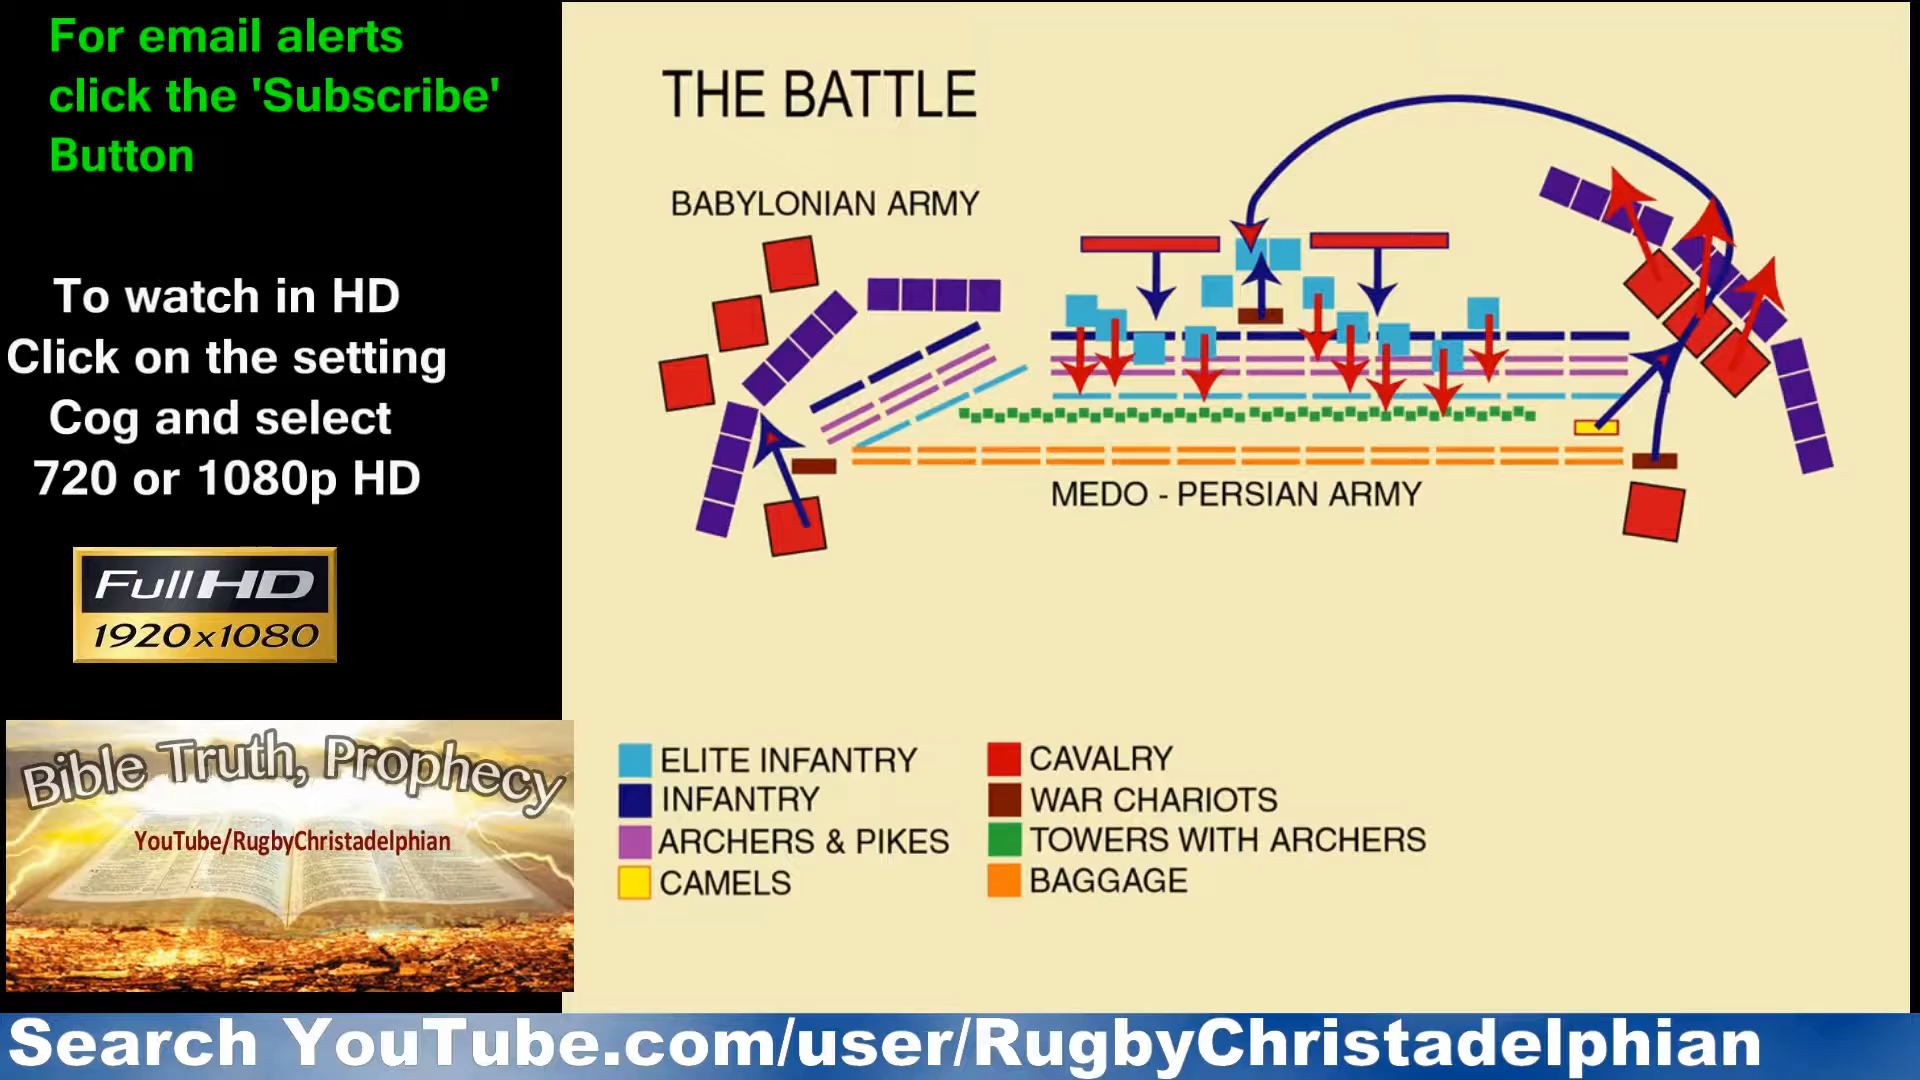 For email alerts
click the 'Subscribe'
Button
To watch in HD
Click on the setting
Cog and select
720 or 1080p HD
Full HD
1920x1080
Bible Truth, Prophecy
YouTube/RugbyChristadelphian
THE BATTLE
BABYLONIAN ARMY
MEDO - PERSIAN ARMY
ELITE INFANTRY
INFANTRY
ARCHERS & PIKES
CAMELS
CAVALRY
WAR CHARIOTS
TOWERS WITH ARCHERS
BAGGAGE
Search YouTube.com/user/RugbyChristadelphian